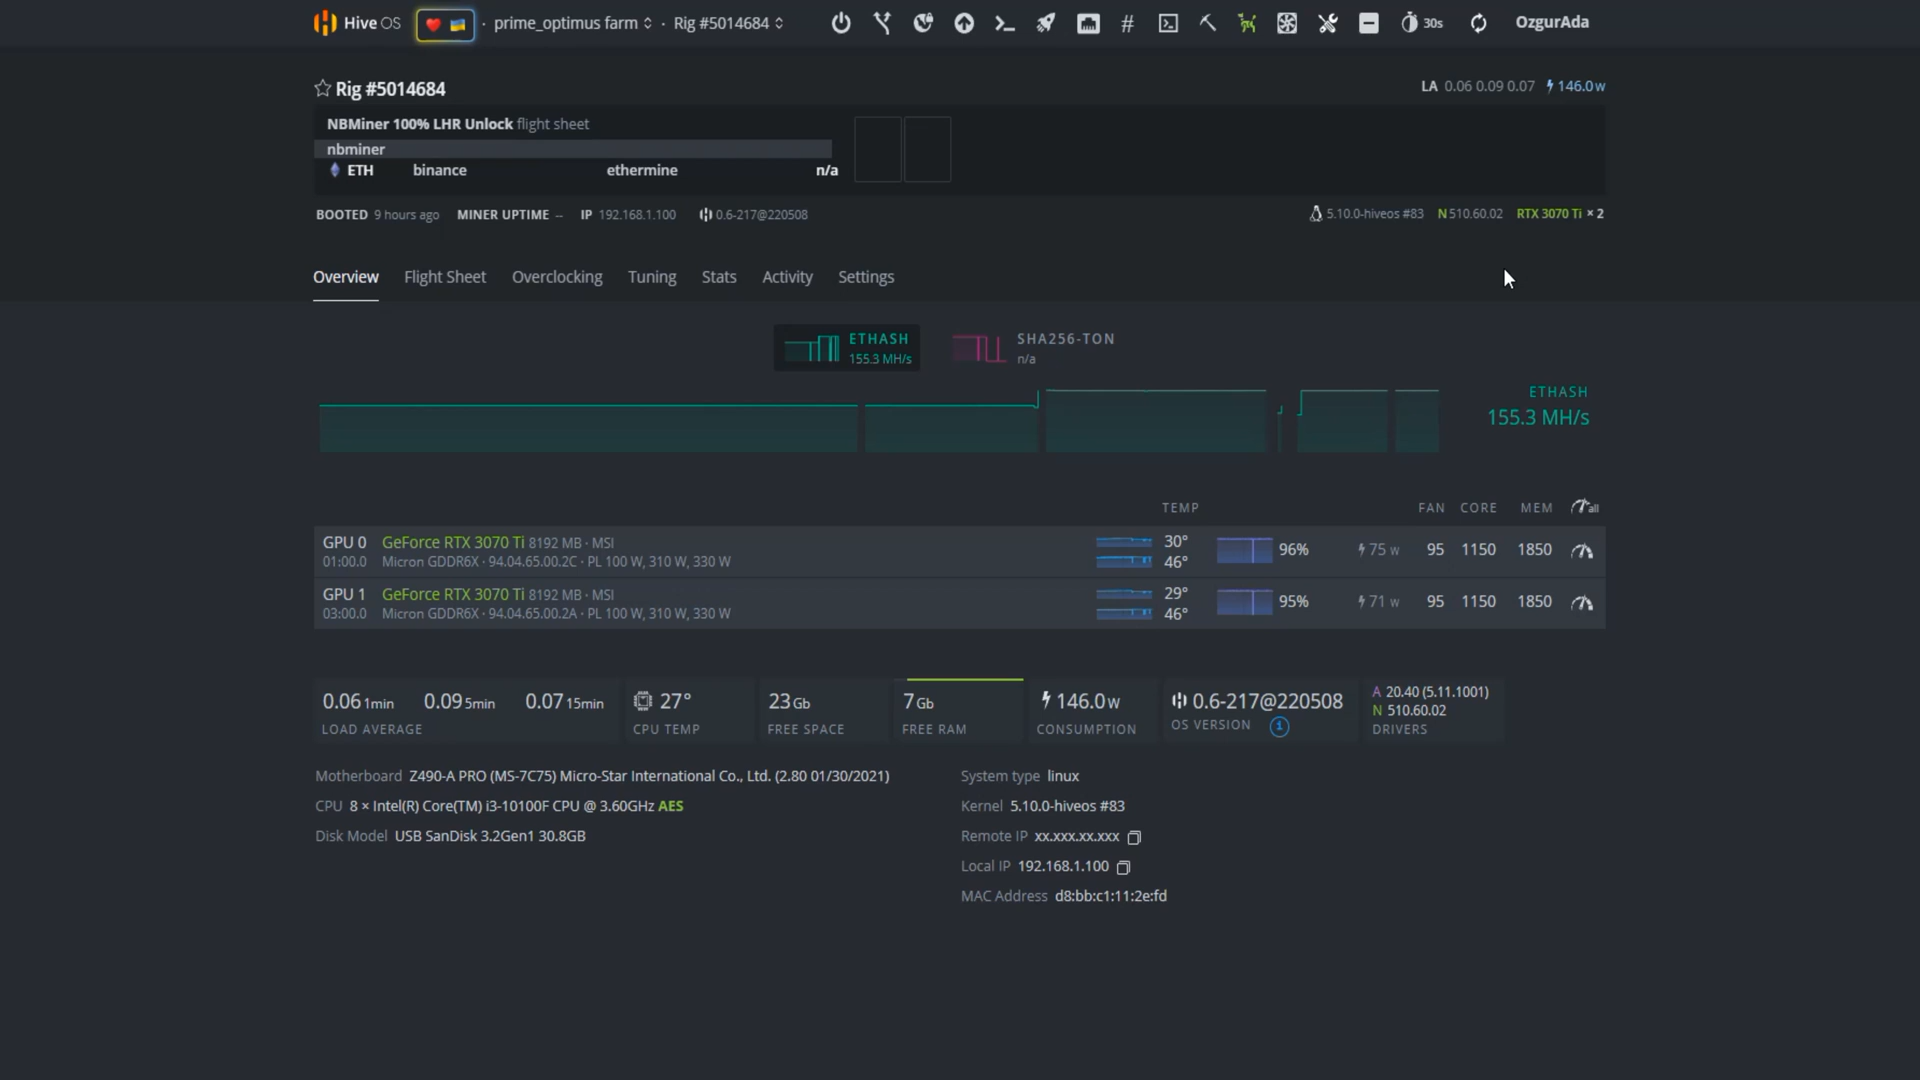 Hive OS · prime_optimus farm · Rig #5014684 # 30s OzgurAda
Rig #5014684 LA 0.06 0.09 0.07 146.0 w
NBMiner 100% LHR Unlock flight sheet
nbminer
ETH binance ethermine n/a
BOOTED 9 hours ago MINER UPTIME -- IP 192.168.1.100 0.6-217@220508 5.10.0-hiveos #83 N 510.60.02 RTX 3070 Ti × 2
Overview Flight Sheet Overclocking Tuning Stats Activity Settings
ETHASH
155.3 MH/s
SHA256-TON
n/a
ETHASH
155.3 MH/s
TEMP FAN CORE MEM all
GPU 0 GeForce RTX 3070 Ti 8192 MB · MSI 30° 96% 75 w 95 1150 1850
01:00.0 Micron GDDR6X · 94.04.65.00.2C · PL 100 W, 310 W, 330 W 46°
GPU 1 GeForce RTX 3070 Ti 8192 MB · MSI 29° 95% 71 w 95 1150 1850
03:00.0 Micron GDDR6X · 94.04.65.00.2A · PL 100 W, 310 W, 330 W 46°
0.06 1min 0.09 5min 0.07 15min
LOAD AVERAGE
27°
CPU TEMP
23 Gb
FREE SPACE
7 Gb
FREE RAM
146.0 w
CONSUMPTION
0.6-217@220508
OS VERSION 1
A 20.40 (5.11.1001)
N 510.60.02
DRIVERS
Motherboard Z490-A PRO (MS-7C75) Micro-Star International Co., Ltd. (2.80 01/30/2021)
CPU 8 × Intel(R) Core(TM) i3-10100F CPU @ 3.60GHz AES
Disk Model USB SanDisk 3.2Gen1 30.8GB
System type linux
Kernel 5.10.0-hiveos #83
Remote IP xx.xxx.xx.xxx
Local IP 192.168.1.100
MAC Address d8:bb:c1:11:2e:fd